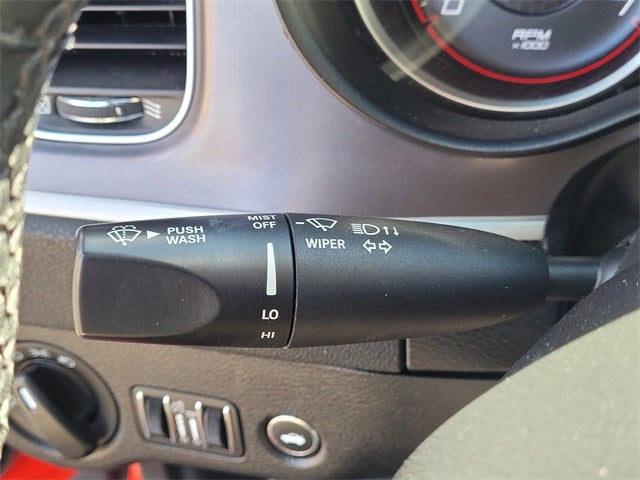 RPM
x1000
MIST
OFF
PUSH
WASH
WIPER
LO
HI